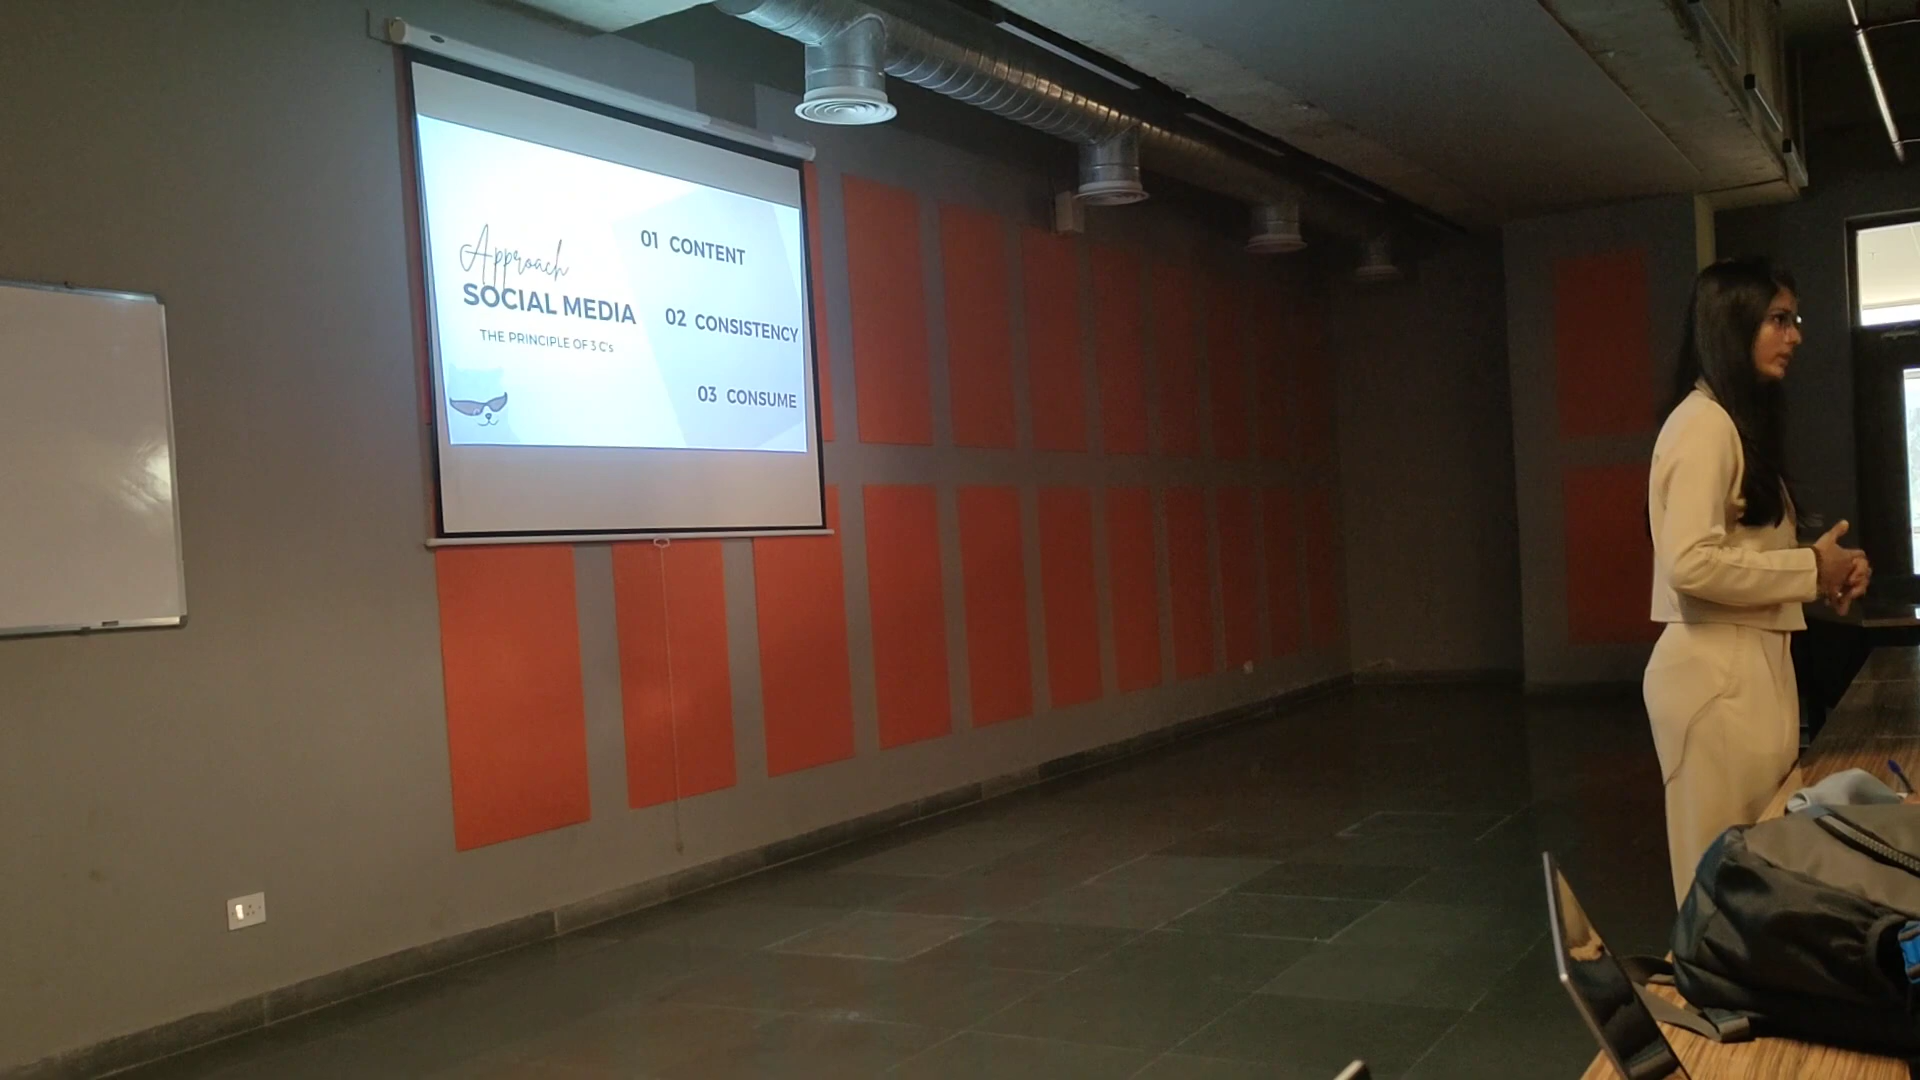 Approach
SOCIAL MEDIA
THE PRINCIPLE OF 3 C's
01 CONTENT
02 CONSISTENCY
03 CONSUME